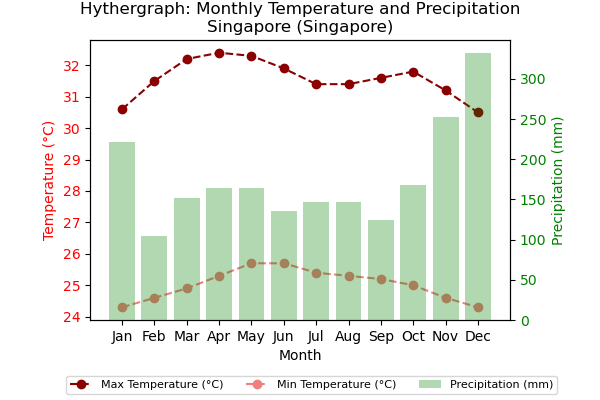 Hythergraph: Monthly Temperature and Precipitation
Singapore (Singapore)
Temperature (°C)
32
31
30
29
28
27
26
25
24
Precipitation (mm)
300
250
200
150
100
50
0
Jan Feb Mar Apr May Jun Jul Aug Sep Oct Nov Dec
Month
Max Temperature (°C) Min Temperature (°C) Precipitation (mm)